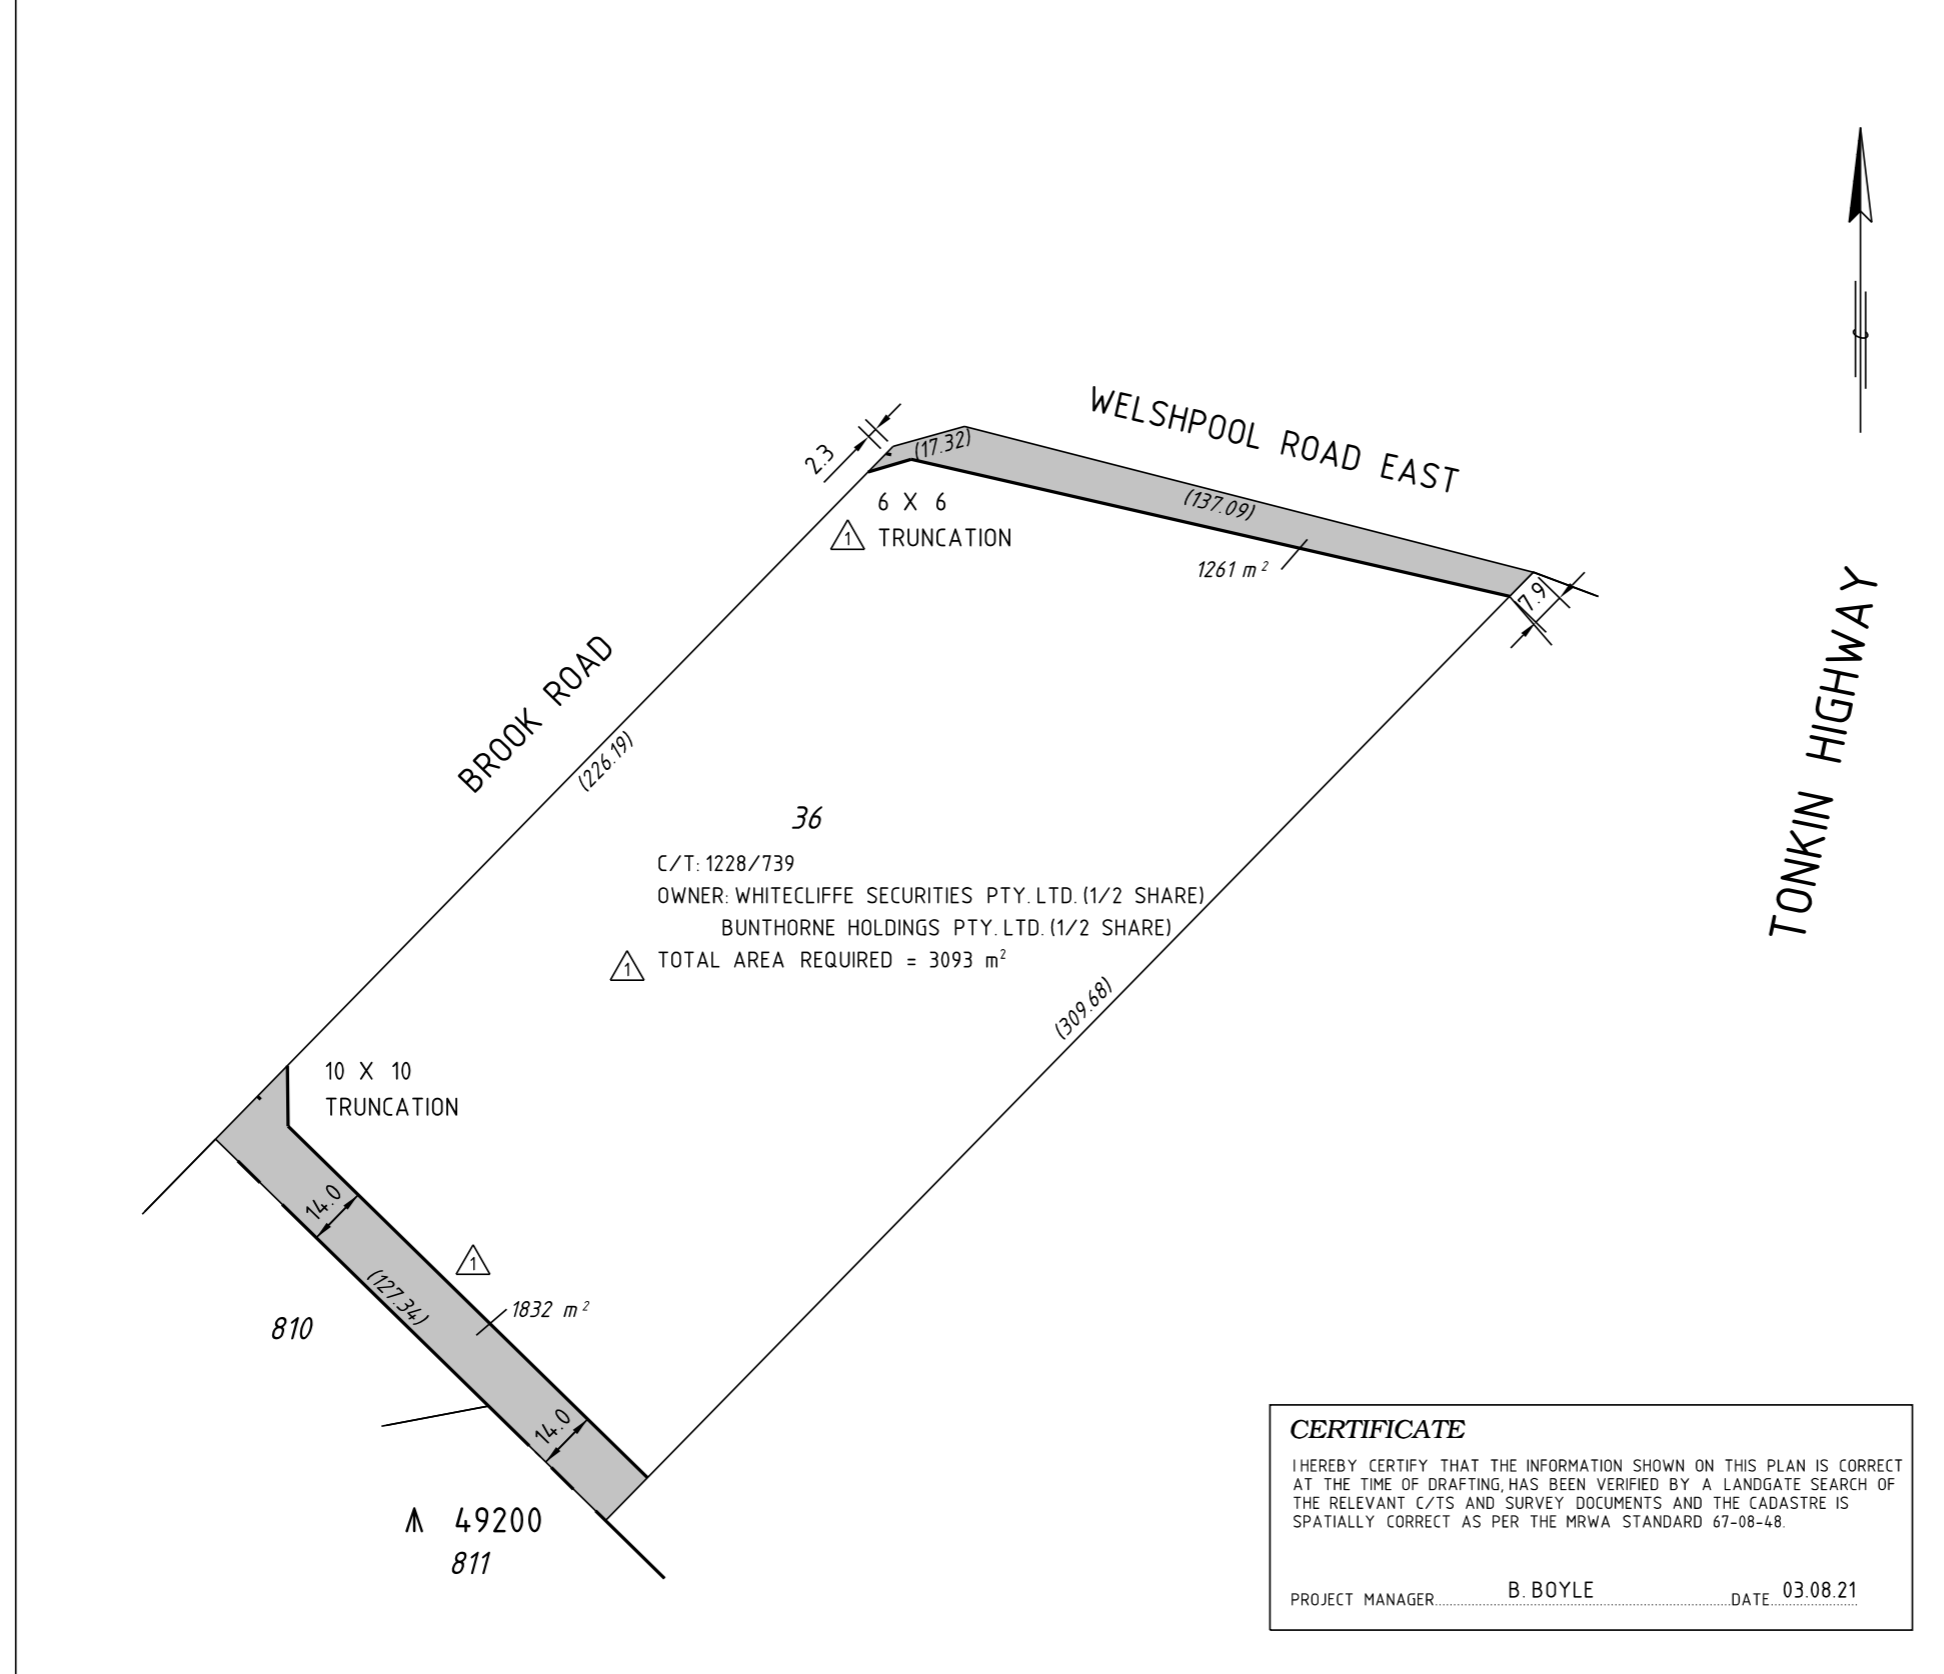 WELSHPOOL ROAD EAST
2.3
(17.32)
(137.09)
6 X 6
1 TRUNCATION
1261 m²
7.9
TONKIN HIGHWAY
BROOK ROAD
(226.19)
36
C/T: 1228/739
OWNER: WHITECLIFFE SECURITIES PTY. LTD. (1/2 SHARE)
BUNTHORNE HOLDINGS PTY. LTD. (1/2 SHARE)
1 TOTAL AREA REQUIRED = 3093 m²
(309.68)
10 X 10
TRUNCATION
14.0
1
(127.34)
1832 m²
810
14.0
49200
811
CERTIFICATE
I HEREBY CERTIFY THAT THE INFORMATION SHOWN ON THIS PLAN IS CORRECT
AT THE TIME OF DRAFTING, HAS BEEN VERIFIED BY A LANDGATE SEARCH OF
THE RELEVANT C/TS AND SURVEY DOCUMENTS AND THE CADASTRE IS
SPATIALLY CORRECT AS PER THE MRWA STANDARD 67-08-48.
PROJECT MANAGER B. BOYLE DATE 03.08.21